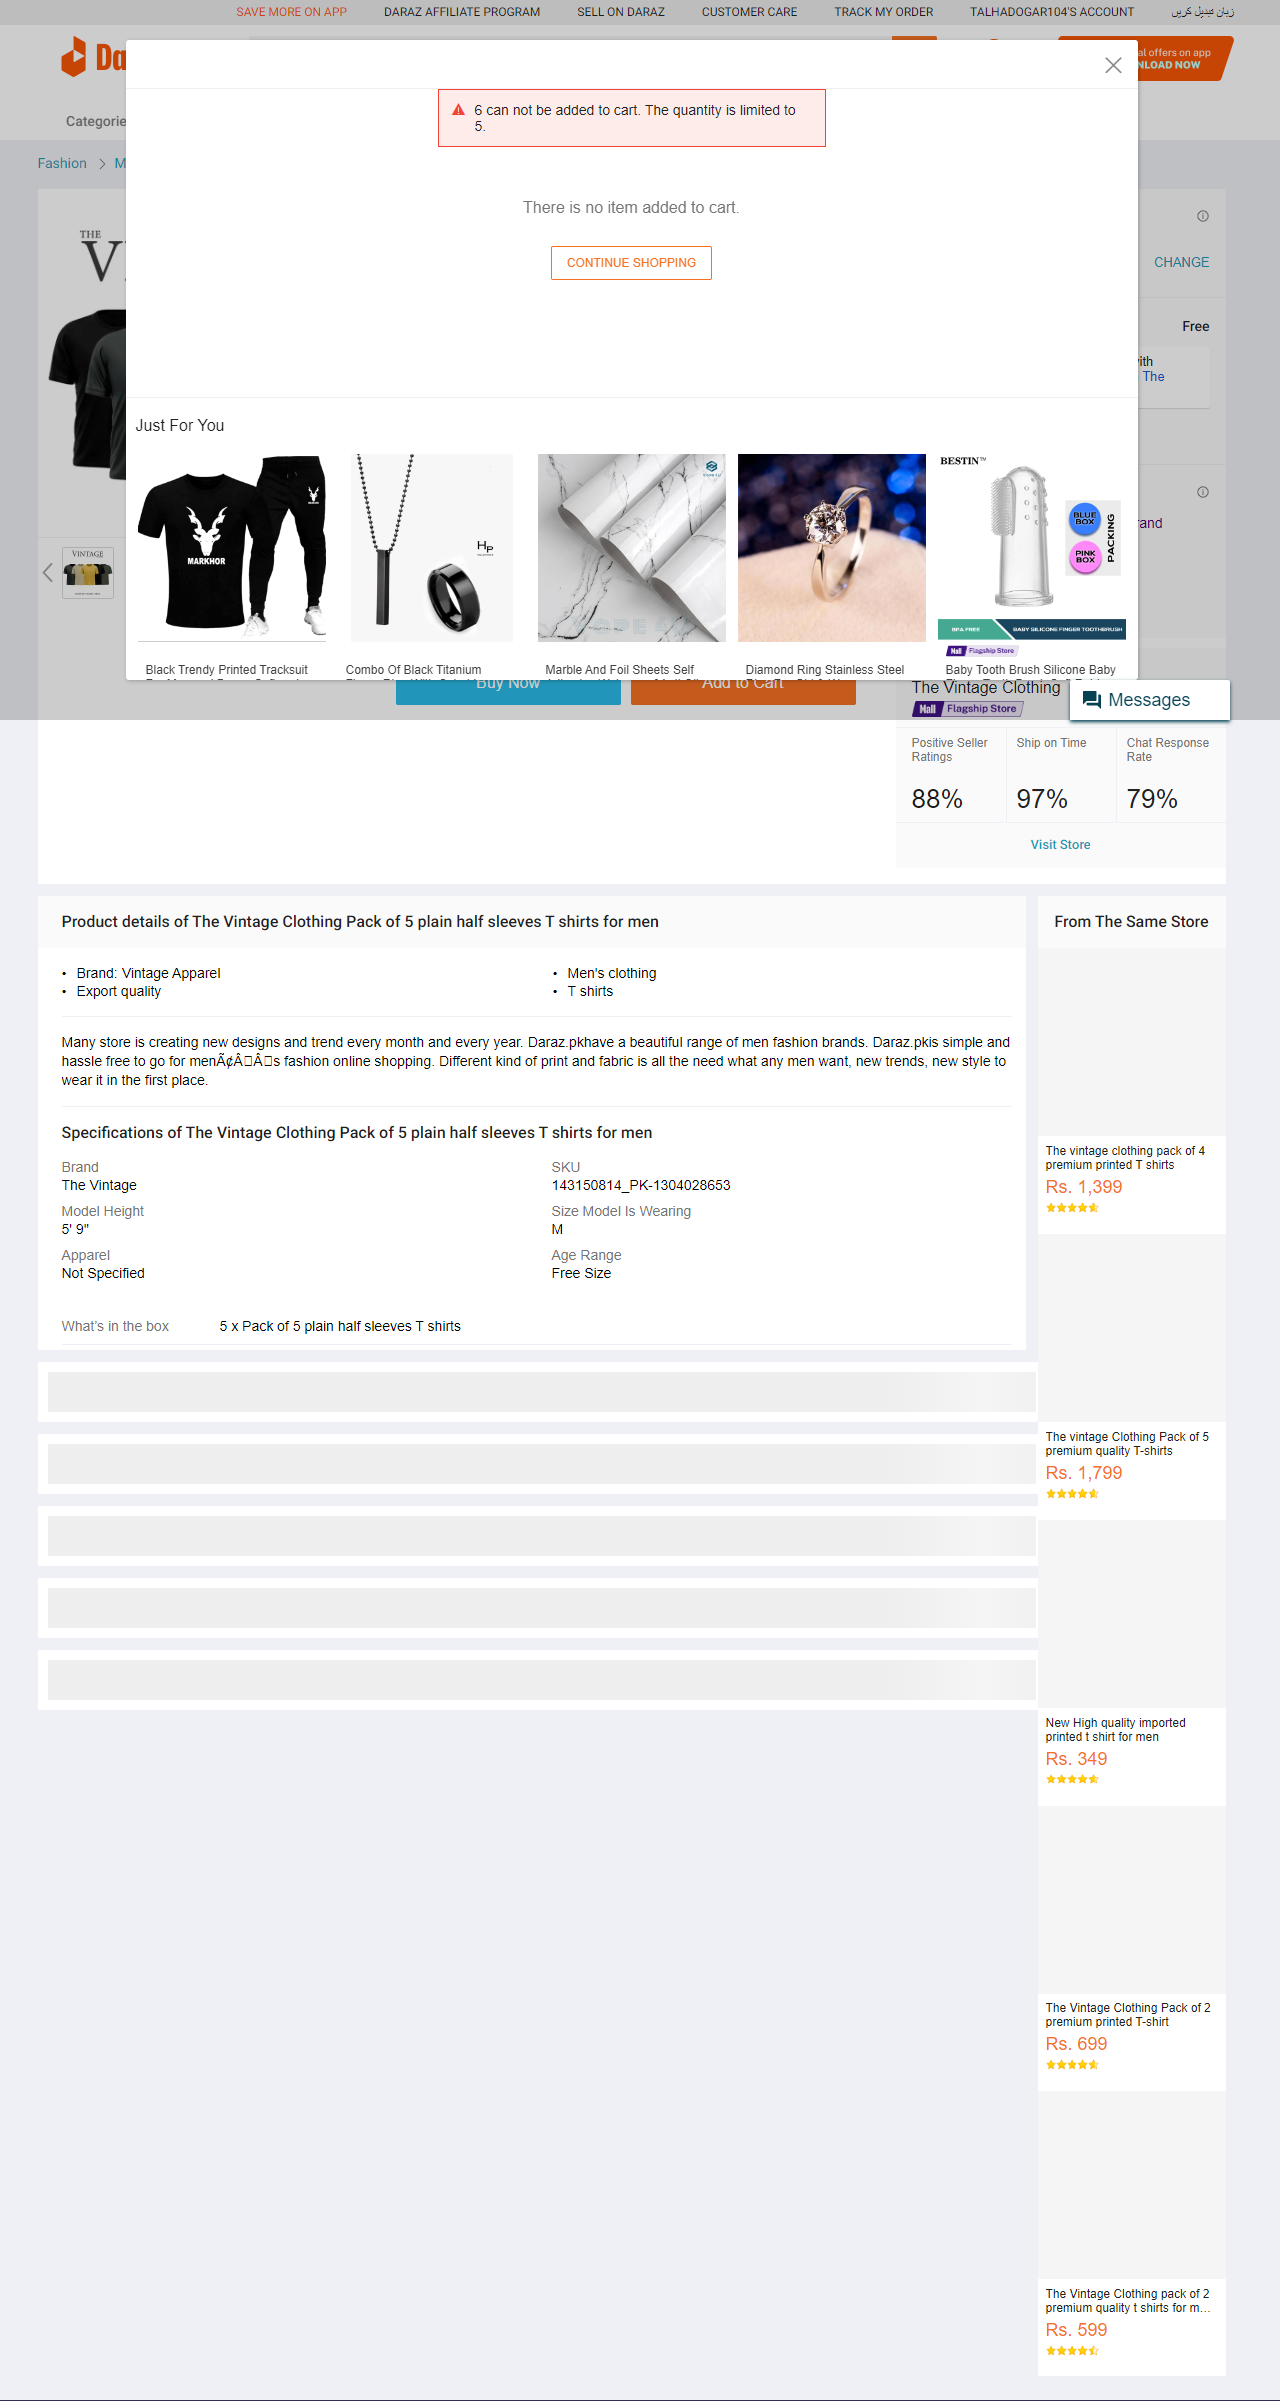 SAVE MORE ON APP DARAZ AFFILIATE PROGRAM SELL ON DARAZ CUSTOMER CARE TRACK MY ORDER TALHADOGAR104'S ACCOUNT زبان تبدیل کریں
Da
al offers on app
NLOAD NOW
Categorie
6 can not be added to cart. The quantity is limited to
5.
Fashion > M
There is no item added to cart.
THE
CHANGE
CONTINUE SHOPPING
Free
ith
The
Just For You
MARKHOR
HP
BESTIN™
BLUE BOX
PINK BOX
PACKING
BPA FREE
BABY SILICONE FINGER TOOTHBRUSH
Mall Flagship Store
rand
VINTAGE
Black Trendy Printed Tracksuit
Combo Of Black Titanium
Marble And Foil Sheets Self
Diamond Ring Stainless Steel
Baby Tooth Brush Silicone Baby
Buy Now
Add to Cart
The Vintage Clothing
Mall Flagship Store
Messages
Positive Seller
Ratings
88%
Ship on Time
97%
Chat Response
Rate
79%
Visit Store
Product details of The Vintage Clothing Pack of 5 plain half sleeves T shirts for men
• Brand: Vintage Apparel
• Men's clothing
• Export quality
• T shirts
Many store is creating new designs and trend every month and every year. Daraz.pkhave a beautiful range of men fashion brands. Daraz.pkis simple and
hassle free to go for menÃ¢Â▯Â▯s fashion online shopping. Different kind of print and fabric is all the need what any men want, new trends, new style to
wear it in the first place.
Specifications of The Vintage Clothing Pack of 5 plain half sleeves T shirts for men
Brand
The Vintage
SKU
143150814_PK-1304028653
Model Height
5' 9"
Size Model Is Wearing
M
Apparel
Not Specified
Age Range
Free Size
What's in the box 5 x Pack of 5 plain half sleeves T shirts
From The Same Store
The vintage clothing pack of 4
premium printed T shirts
Rs. 1,399
The vintage Clothing Pack of 5
premium quality T-shirts
Rs. 1,799
New High quality imported
printed t shirt for men
Rs. 349
The Vintage Clothing Pack of 2
premium printed T-shirt
Rs. 699
The Vintage Clothing pack of 2
premium quality t shirts for m...
Rs. 599